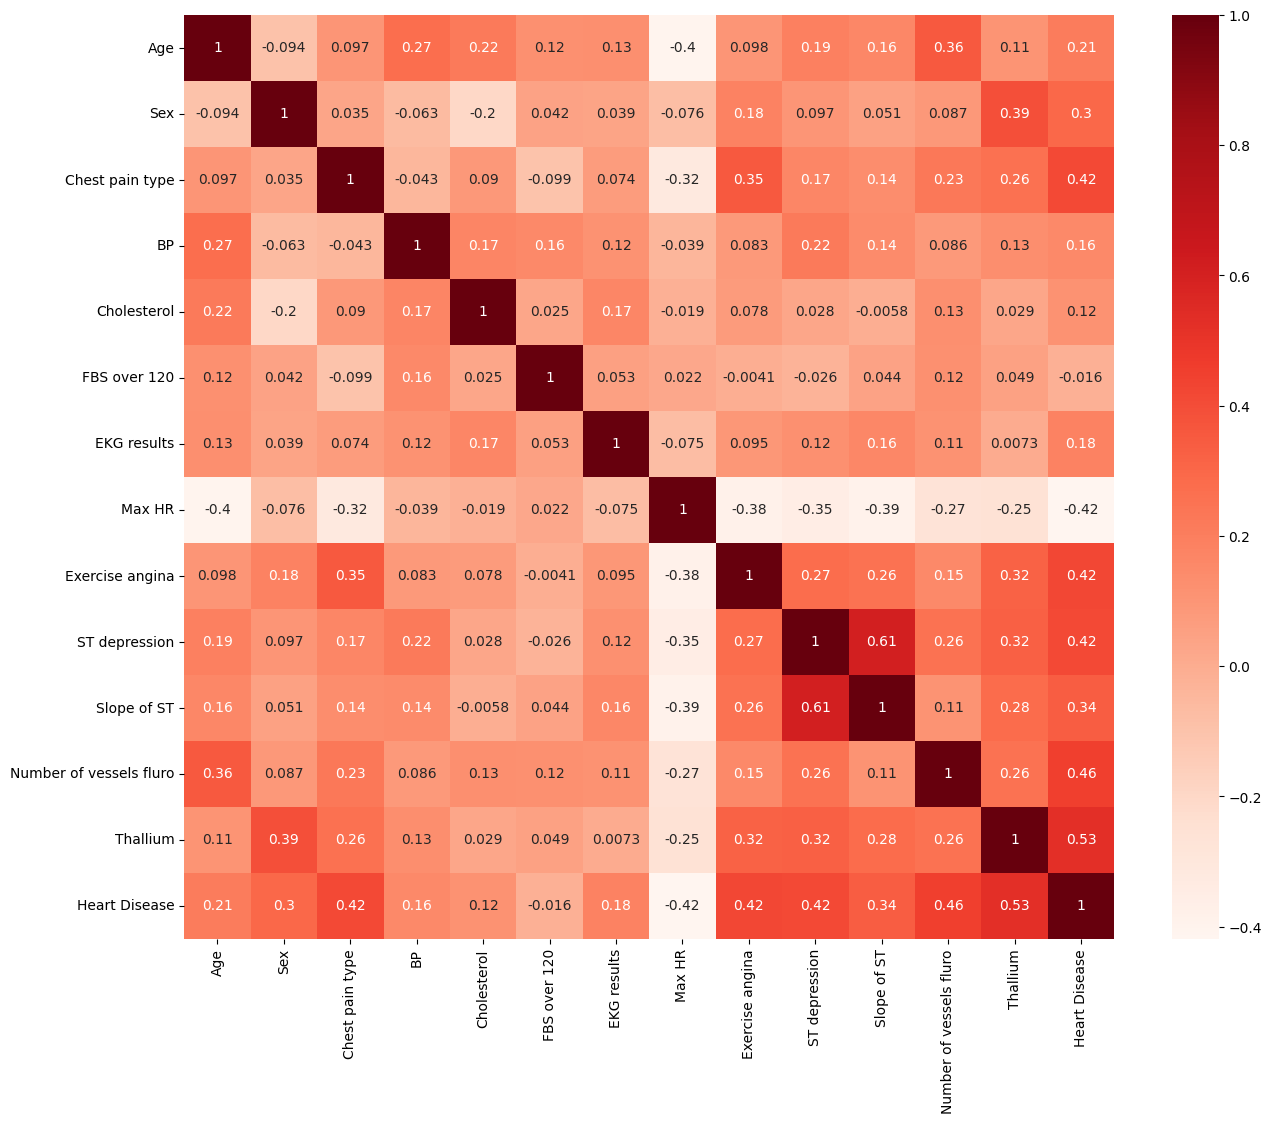 Age 1 -0.094 0.097 0.27 0.22 0.12 0.13 -0.4 0.098 0.19 0.16 0.36 0.11 0.21
Sex -0.094 1 0.035 -0.063 -0.2 0.042 0.039 -0.076 0.18 0.097 0.051 0.087 0.39 0.3
Chest pain type 0.097 0.035 1 -0.043 0.09 -0.099 0.074 -0.32 0.35 0.17 0.14 0.23 0.26 0.42
BP 0.27 -0.063 -0.043 1 0.17 0.16 0.12 -0.039 0.083 0.22 0.14 0.086 0.13 0.16
Cholesterol 0.22 -0.2 0.09 0.17 1 0.025 0.17 -0.019 0.078 0.028 -0.0058 0.13 0.029 0.12
FBS over 120 0.12 0.042 -0.099 0.16 0.025 1 0.053 0.022 -0.0041 -0.026 0.044 0.12 0.049 -0.016
EKG results 0.13 0.039 0.074 0.12 0.17 0.053 1 -0.075 0.095 0.12 0.16 0.11 0.0073 0.18
Max HR -0.4 -0.076 -0.32 -0.039 -0.019 0.022 -0.075 1 -0.38 -0.35 -0.39 -0.27 -0.25 -0.42
Exercise angina 0.098 0.18 0.35 0.083 0.078 -0.0041 0.095 -0.38 1 0.27 0.26 0.15 0.32 0.42
ST depression 0.19 0.097 0.17 0.22 0.028 -0.026 0.12 -0.35 0.27 1 0.61 0.26 0.32 0.42
Slope of ST 0.16 0.051 0.14 0.14 -0.0058 0.044 0.16 -0.39 0.26 0.61 1 0.11 0.28 0.34
Number of vessels fluro 0.36 0.087 0.23 0.086 0.13 0.12 0.11 -0.27 0.15 0.26 0.11 1 0.26 0.46
Thallium 0.11 0.39 0.26 0.13 0.029 0.049 0.0073 -0.25 0.32 0.32 0.28 0.26 1 0.53
Heart Disease 0.21 0.3 0.42 0.16 0.12 -0.016 0.18 -0.42 0.42 0.42 0.34 0.46 0.53 1
Age
Sex
Chest pain type
BP
Cholesterol
FBS over 120
EKG results
Max HR
Exercise angina
ST depression
Slope of ST
Number of vessels fluro
Thallium
Heart Disease
1.0
0.8
0.6
0.4
0.2
0.0
−0.2
−0.4